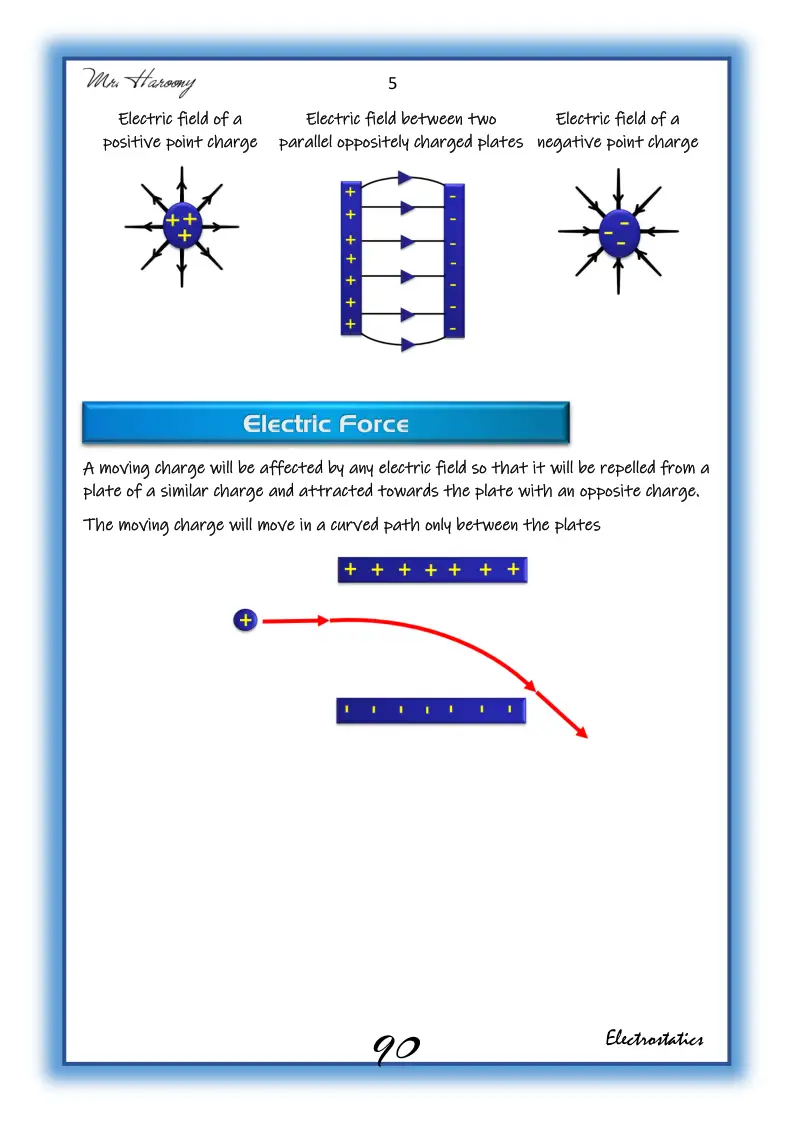 Mr. Haroony
5
Electric field of a
positive point charge
Electric field between two
parallel oppositely charged plates
Electric field of a
negative point charge
+ + +
+ + + + + + +
- - - - - - -
- - -
Electric Force
A moving charge will be affected by any electric field so that it will be repelled from a
plate of a similar charge and attracted towards the plate with an opposite charge.
The moving charge will move in a curved path only between the plates
+ + + + + + +
+
- - - - - - -
90
Electrostatics